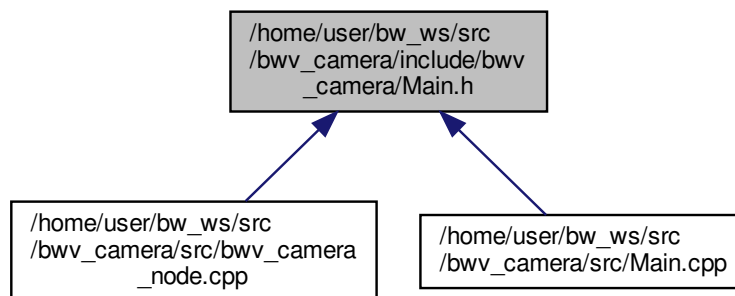 /home/user/bw_ws/src
/bwv_camera/include/bwv
_camera/Main.h
/home/user/bw_ws/src
/bwv_camera/src/bwv_camera
_node.cpp
/home/user/bw_ws/src
/bwv_camera/src/Main.cpp